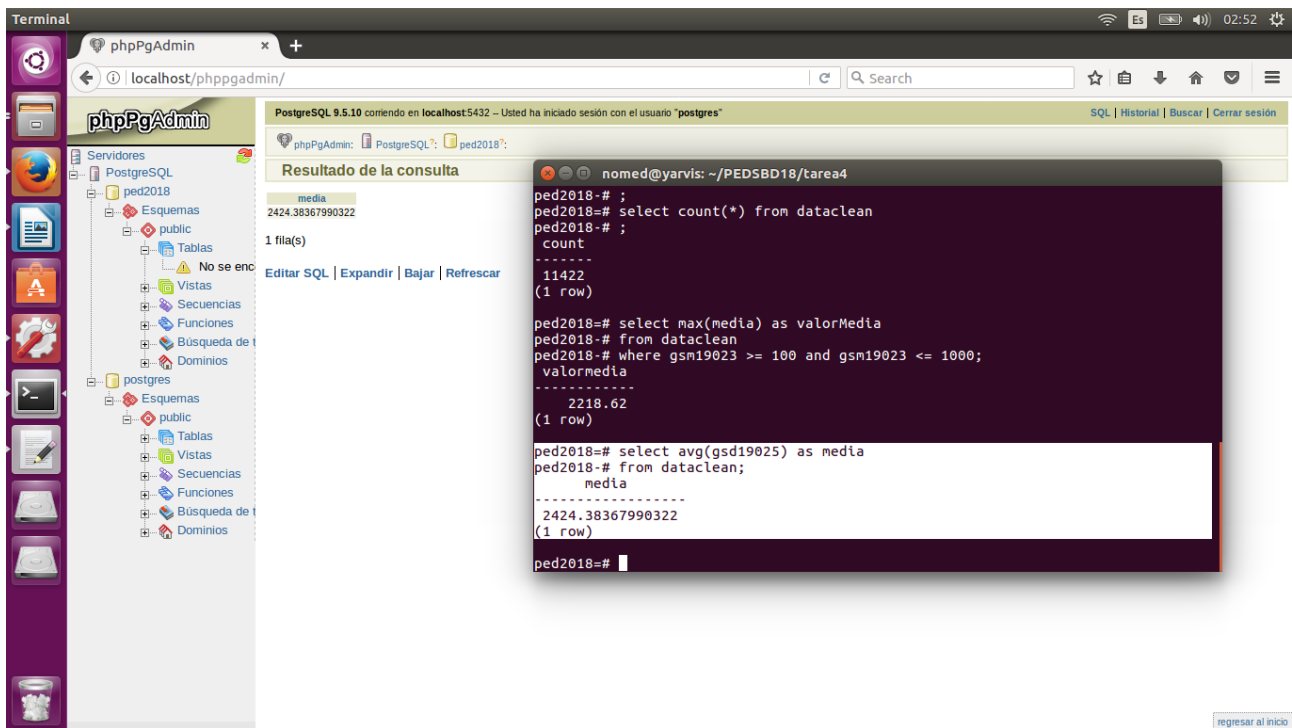 Terminal
Es
02:52
phpPgAdmin
localhost/phppgadmin/
Search
phpPgAdmin
PostgreSQL 9.5.10 corriendo en localhost:5432 – Usted ha iniciado sesión con el usuario "postgres"
SQL | Historial | Buscar | Cerrar sesión
phpPgAdmin: PostgreSQL?: ped2018?:
Resultado de la consulta
media
2424.38367990322
1 fila(s)
Editar SQL | Expandir | Bajar | Refrescar
Servidores
PostgreSQL
ped2018
Esquemas
public
Tablas
No se enc
Vistas
Secuencias
Funciones
Búsqueda de t
Dominios
postgres
Esquemas
public
Tablas
Vistas
Secuencias
Funciones
Búsqueda de t
Dominios
nomed@yarvis: ~/PEDSBD18/tarea4
ped2018-# ;
ped2018=# select count(*) from dataclean
ped2018-# ;
count
-------
11422
(1 row)
ped2018=# select max(media) as valorMedia
ped2018-# from dataclean
ped2018-# where gsm19023 >= 100 and gsm19023 <= 1000;
valormedia
------------
2218.62
(1 row)
ped2018=# select avg(gsd19025) as media
ped2018-# from dataclean;
media
------------------
2424.38367990322
(1 row)
ped2018=#
regresar al inicio